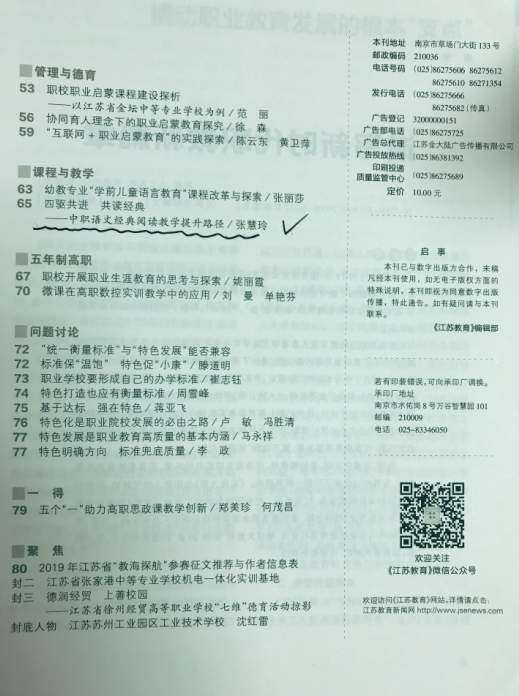 管理与德育
53 职校职业启蒙课程建设探析
——以江苏省金坛中等专业学校为例/范 丽
56 协同育人理念下的职业启蒙教育探究/徐 森
59 “互联网+职业启蒙教育”的实践探索/陈云东 黄卫萍
课程与教学
63 幼教专业“学前儿童语言教育”课程改革与探索/张丽莎
65 四驱共进 共读经典
——中职语文经典阅读教学提升路径/张慧玲
五年制高职
67 职校开展职业生涯教育的思考与探索/姚丽霞
70 微课在高职数控实训教学中的应用/刘 曼 单艳芬
问题讨论
72 “统一衡量标准”与“特色发展”能否兼容
72 标准保“温饱” 特色促“小康”/滕道明
73 职业学校要形成自己的办学标准/崔志钰
74 特色打造也应有衡量标准/周雪峰
75 基于达标 强在特色/蒋亚飞
76 特色化是职业院校发展的必由之路/卢 敏 冯胜清
77 特色发展是职业教育高质量的基本内涵/马永祥
77 特色明确方向 标准兜底质量/李 政
一 得
79 五个“一”助力高职思政课教学创新/郑美珍 何茂昌
聚 焦
80 2019年江苏省“教海探航”参赛征文推荐与作者信息表
封二 江苏省张家港中等专业学校机电一体化实训基地
封三 德润经贸 上善校园
——江苏省徐州经贸高等职业学校“七维”德育活动掠影
封底人物 江苏苏州工业园区工业技术学校 沈红雷
本刊地址 南京市草场门大街133号
邮政编码 210036
电话号码 (025)86275606 86275612
86275610 86271354
发行电话 (025)86275666
86275682(传真)
广告登记 32000000151
广告部电话 (025)86275725
广告总代理 江苏金大陆广告传播有限公司
广告投放热线 (025)86381392
印刷投递
质量监管中心 (025)86275689
定价 10.00元
启 事
本刊已与数字出版方合作，来稿
凡经本刊使用，如无电子版权方面的
特殊说明，本刊即视为同意数字出版
传播，特此通告。如有疑问请与本刊
联系。
《江苏教育》编辑部
若有印装错误，可向承印厂调换。
承印厂地址
南京市水佑岗8号万谷智慧园101
邮编 210009
电话 025-83346050
欢迎关注
《江苏教育》微信公众号
欢迎访问《江苏教育》网站，详情请点击：
江苏教育新闻网http://www.jsenews.com